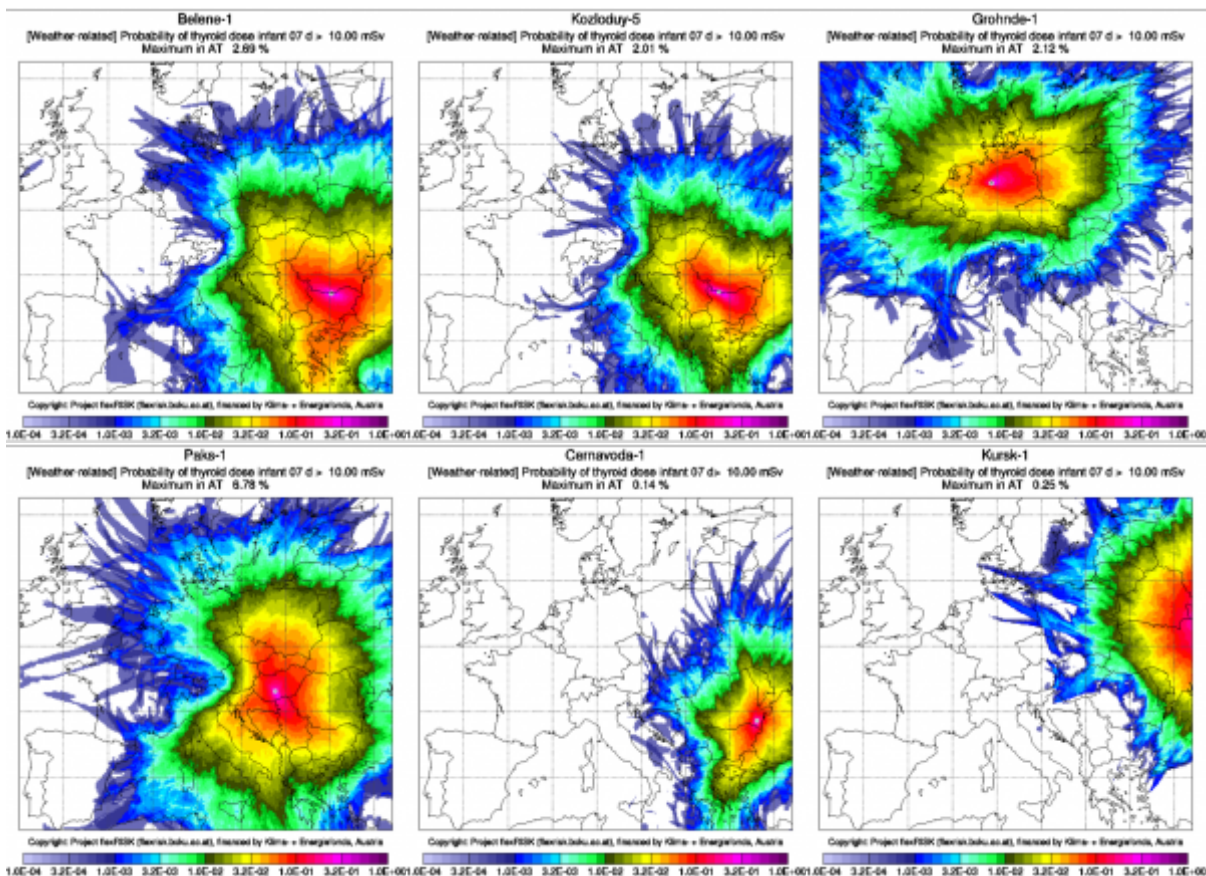 Belene-1
[Weather-related] Probability of thyroid dose infant 07 d > 10.00 mSv
Maximum in AT 2.69 %
Copyright: Project flexRISK (flexrisk.boku.ac.at), financed by Klima- + Energiefonds, Austria
1.0E-04 3.2E-04 1.0E-03 3.2E-03 1.0E-02 3.2E-02 1.0E-01 3.2E-01 1.0E+00
Kozloduy-5
[Weather-related] Probability of thyroid dose infant 07 d > 10.00 mSv
Maximum in AT 2.01 %
Copyright: Project flexRISK (flexrisk.boku.ac.at), financed by Klima- + Energiefonds, Austria
1.0E-04 3.2E-04 1.0E-03 3.2E-03 1.0E-02 3.2E-02 1.0E-01 3.2E-01 1.0E+00
Grohnde-1
[Weather-related] Probability of thyroid dose infant 07 d > 10.00 mSv
Maximum in AT 2.12 %
Copyright: Project flexRISK (flexrisk.boku.ac.at), financed by Klima- + Energiefonds, Austria
1.0E-04 3.2E-04 1.0E-03 3.2E-03 1.0E-02 3.2E-02 1.0E-01 3.2E-01 1.0E+00
Paks-1
[Weather-related] Probability of thyroid dose infant 07 d > 10.00 mSv
Maximum in AT 6.78 %
Copyright: Project flexRISK (flexrisk.boku.ac.at), financed by Klima- + Energiefonds, Austria
1.0E-04 3.2E-04 1.0E-03 3.2E-03 1.0E-02 3.2E-02 1.0E-01 3.2E-01 1.0E+00
Cernavoda-1
[Weather-related] Probability of thyroid dose infant 07 d > 10.00 mSv
Maximum in AT 0.14 %
Copyright: Project flexRISK (flexrisk.boku.ac.at), financed by Klima- + Energiefonds, Austria
1.0E-04 3.2E-04 1.0E-03 3.2E-03 1.0E-02 3.2E-02 1.0E-01 3.2E-01 1.0E+00
Kursk-1
[Weather-related] Probability of thyroid dose infant 07 d > 10.00 mSv
Maximum in AT 0.25 %
Copyright: Project flexRISK (flexrisk.boku.ac.at), financed by Klima- + Energiefonds, Austria
1.0E-04 3.2E-04 1.0E-03 3.2E-03 1.0E-02 3.2E-02 1.0E-01 3.2E-01 1.0E+00